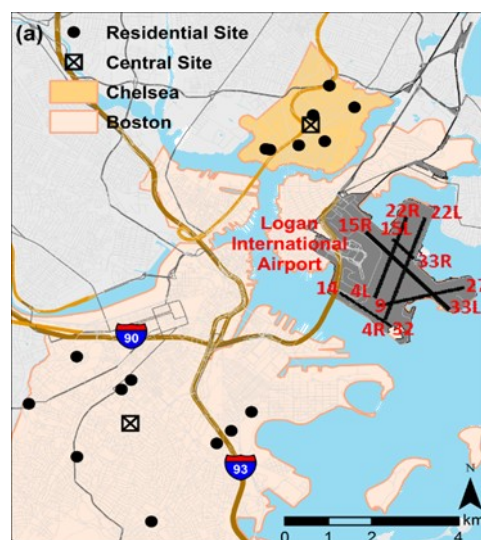 (a)
Residential Site
Central Site
Chelsea
Boston
Logan
International
Airport
22R
22L
15R
15L
33R
27
14
4L
9
33L
4R
32
90
93
N
km
0
1
2
4